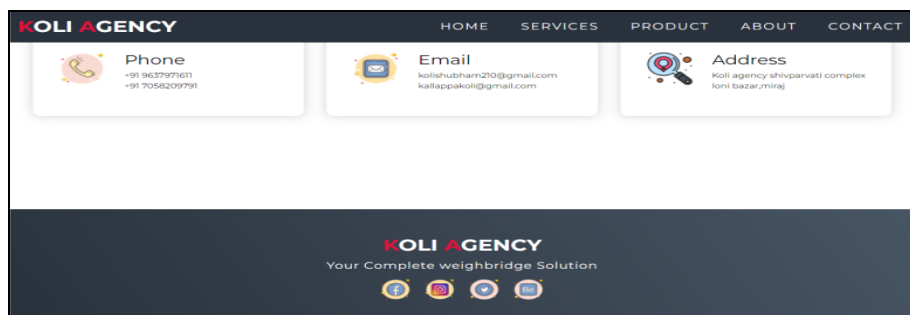 KOLI AGENCY HOME SERVICES PRODUCT ABOUT CONTACT
Phone
+91 9637971611
+91 7058209791
Email
kolishubham210@gmail.com
kallappakoli@gmail.com
Address
Koli agency shivparvati complex
loni bazar,miraj
KOLI AGENCY
Your Complete weighbridge Solution